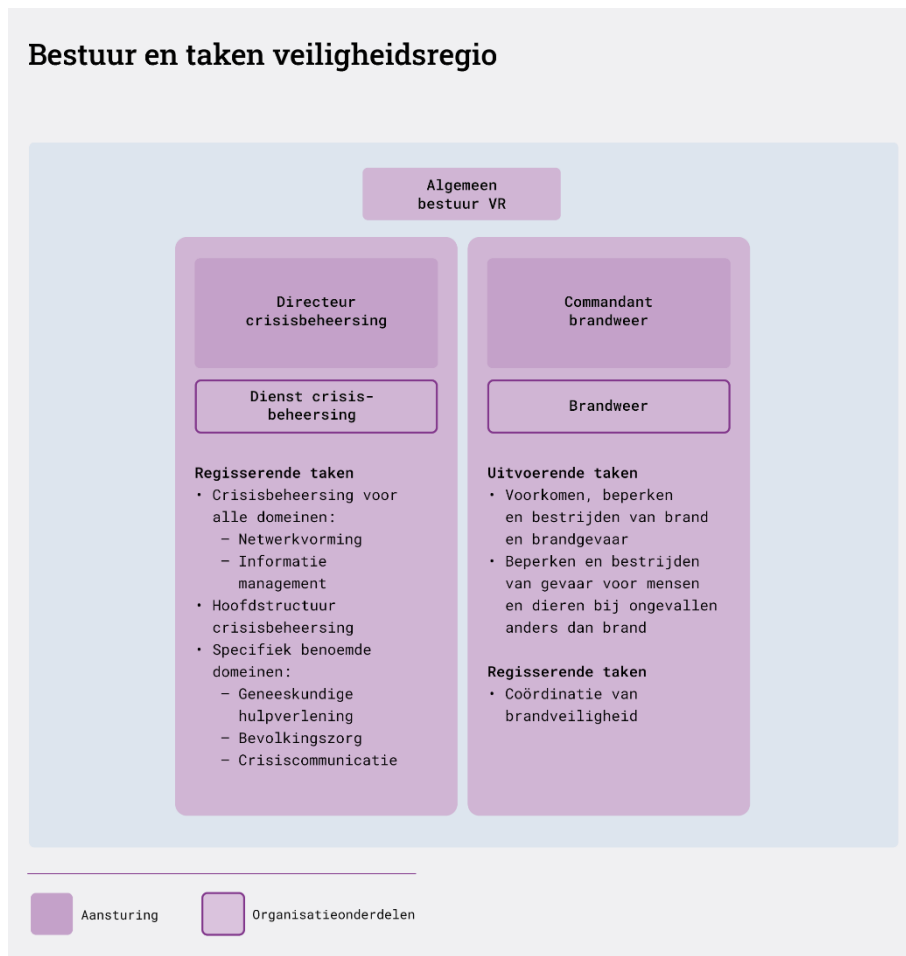 Bestuur en taken veiligheidsregio
Algemeen
bestuur VR
Directeur
crisisbeheersing
Dienst crisis-
beheersing
Regisserende taken
• Crisisbeheersing voor
alle domeinen:
– Netwerkvorming
– Informatie
management
• Hoofdstructuur
crisisbeheersing
• Specifiek benoemde
domeinen:
– Geneeskundige
hulpverlening
– Bevolkingszorg
– Crisiscommunicatie
Commandant
brandweer
Brandweer
Uitvoerende taken
• Voorkomen, beperken
en bestrijden van brand
en brandgevaar
• Beperken en bestrijden
van gevaar voor mensen
en dieren bij ongevallen
anders dan brand
Regisserende taken
• Coördinatie van
brandveiligheid
Aansturing
Organisatieonderdelen